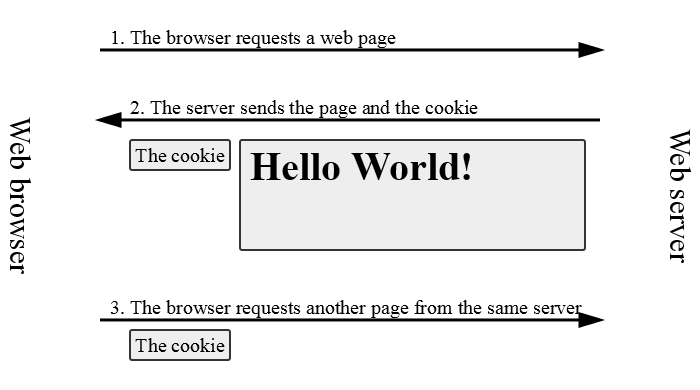 1. The browser requests a web page
2. The server sends the page and the cookie
The cookie
Hello World!
Web browser
Web server
3. The browser requests another page from the same server
The cookie